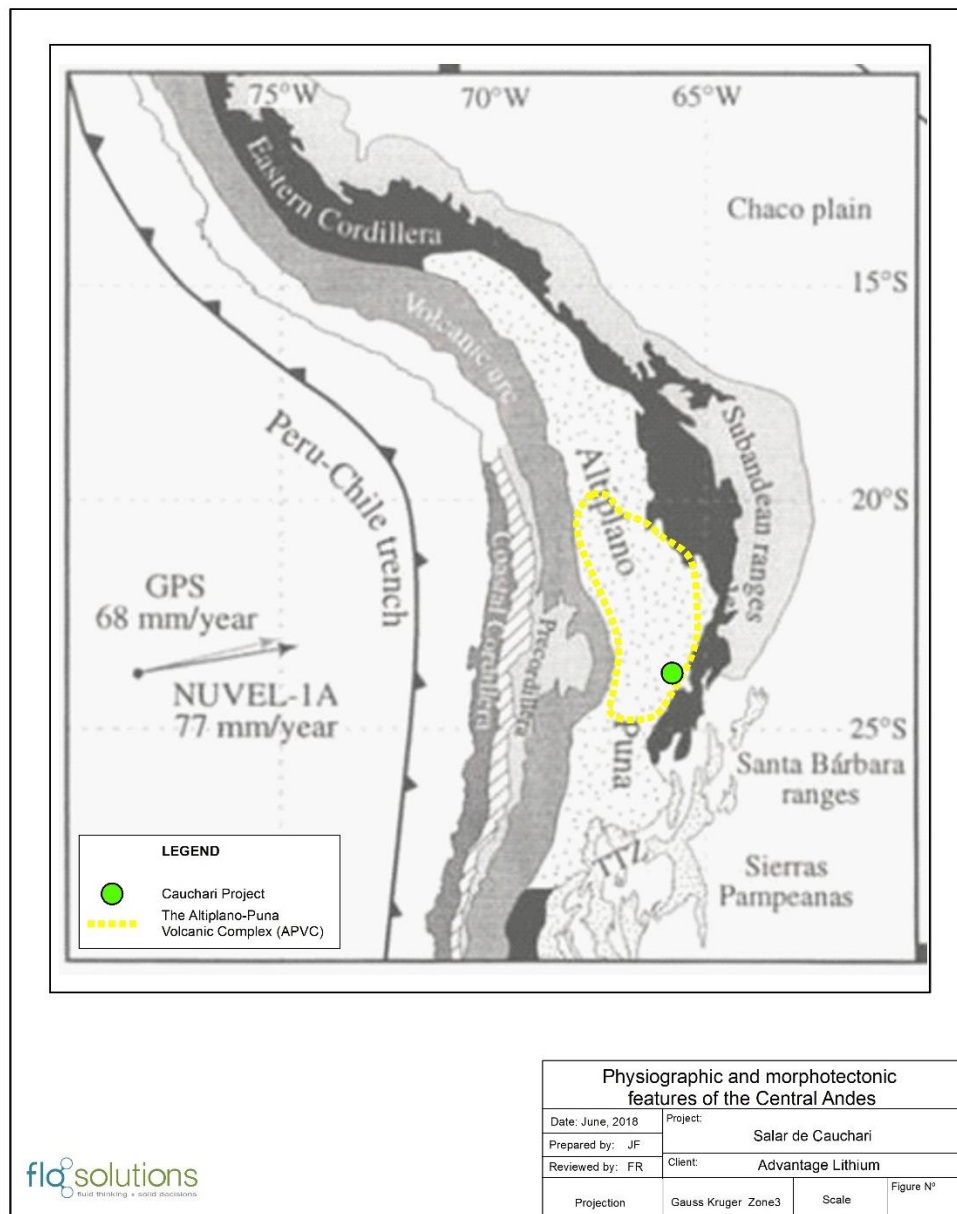 75°W
70°W
65°W
Eastern Cordillera
Chaco plain
15°S
Volcanic arc
Peru-Chile trench
Altiplano
Subandean ranges
20°S
Coastal Cordillera
Precordillera
GPS
68 mm/year
NUVEL-1A
77 mm/year
Puna
25°S
Santa Bárbara
ranges
TTZ
Sierras
Pampeanas
LEGEND
Cauchari Project
The Altiplano-Puna
Volcanic Complex (APVC)
Physiographic and morphotectonic
features of the Central Andes
Date: June, 2018
Project:
Salar de Cauchari
Prepared by: JF
Reviewed by: FR
Client:
Advantage Lithium
Projection
Gauss Kruger Zone3
Scale
Figure Nº
flo solutions
fluid thinking + solid decisions